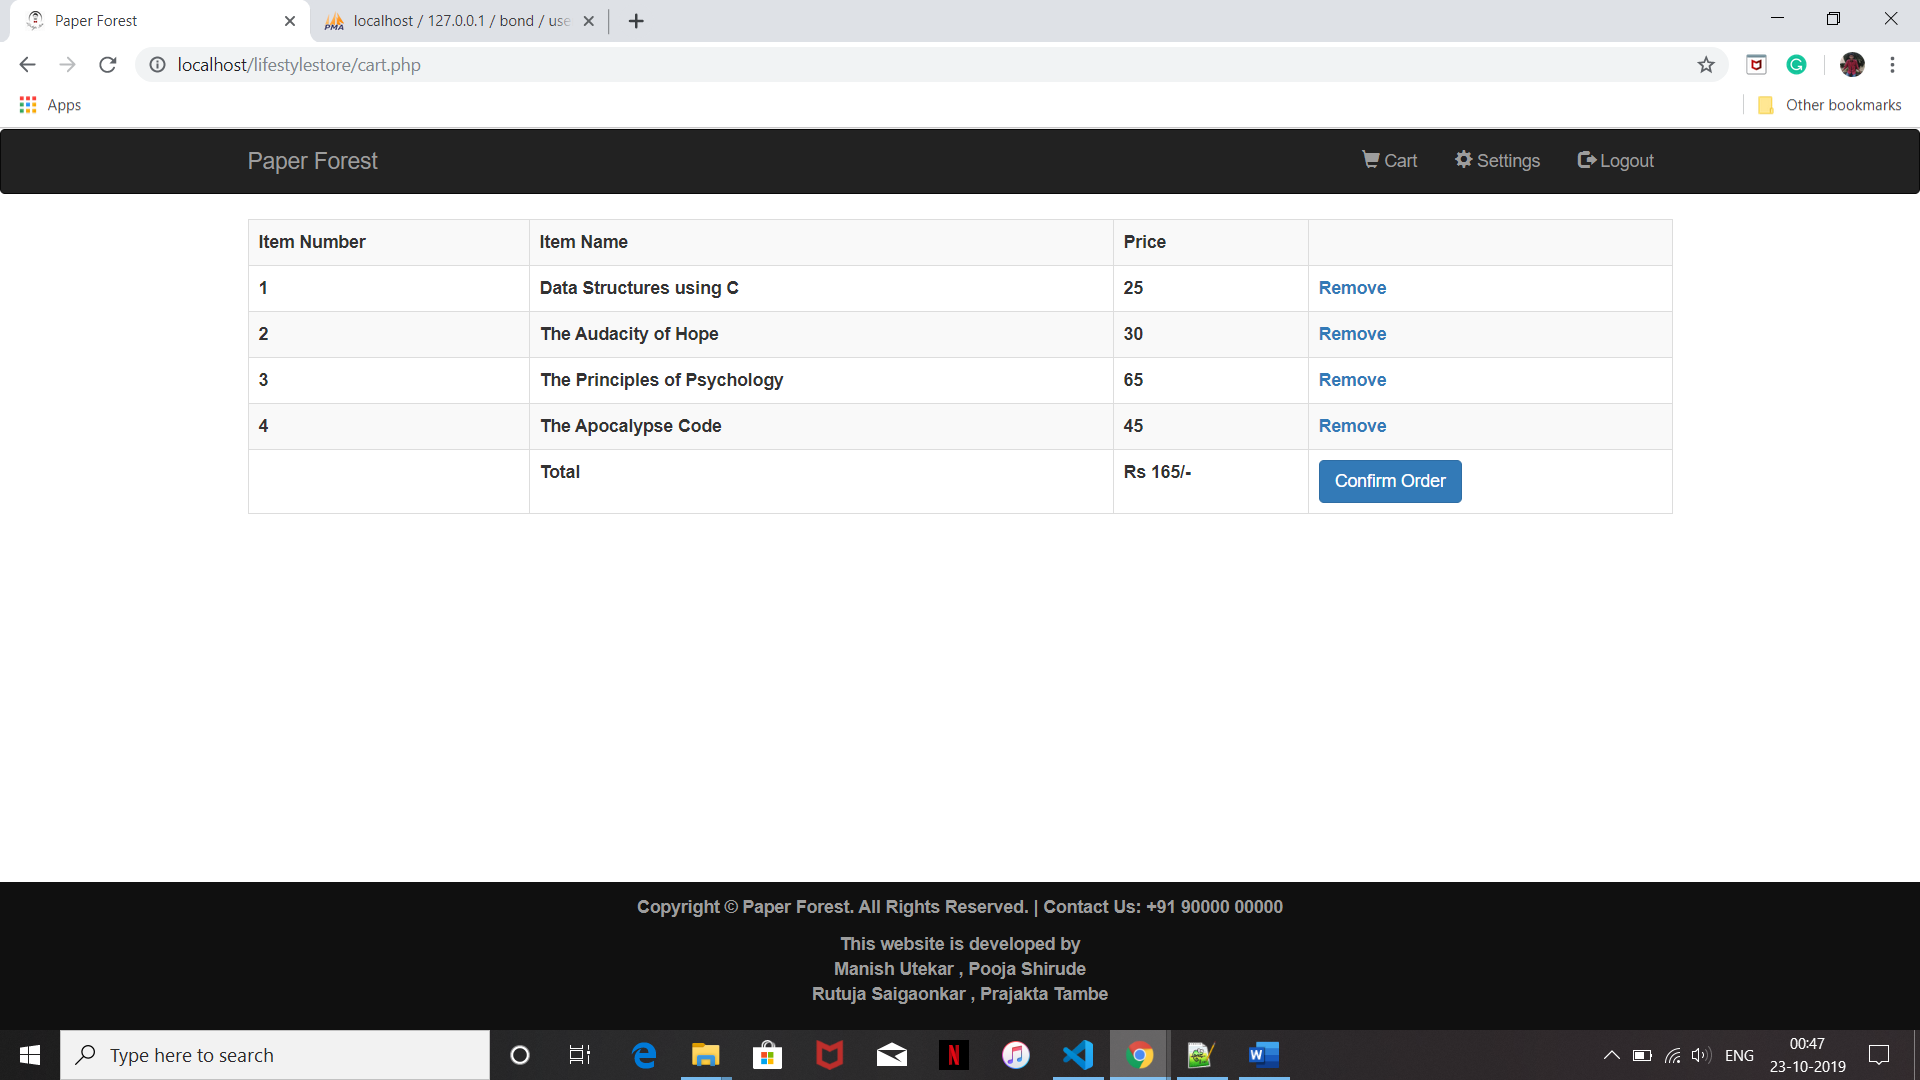 Paper Forest
localhost / 127.0.0.1 / bond / use
localhost/lifestylestore/cart.php
Apps
Other bookmarks
Paper Forest
Cart
Settings
Logout
Item Number Item Name Price
1 Data Structures using C 25 Remove
2 The Audacity of Hope 30 Remove
3 The Principles of Psychology 65 Remove
4 The Apocalypse Code 45 Remove
Total Rs 165/- Confirm Order
Copyright © Paper Forest. All Rights Reserved. | Contact Us: +91 90000 00000
This website is developed by
Manish Utekar , Pooja Shirude
Rutuja Saigaonkar , Prajakta Tambe
Type here to search
ENG
00:47
23-10-2019